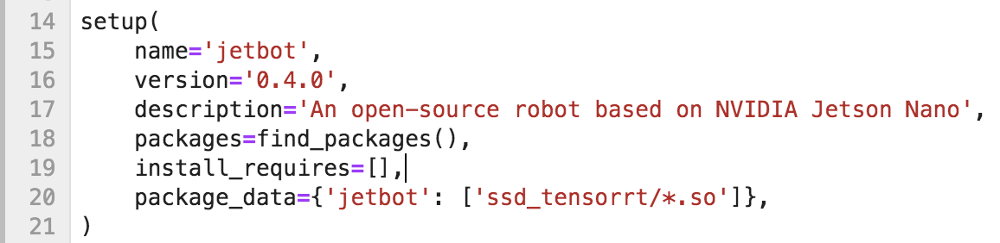 14 setup(
15     name='jetbot',
16     version='0.4.0',
17     description='An open-source robot based on NVIDIA Jetson Nano',
18     packages=find_packages(),
19     install_requires=[],
20     package_data={'jetbot': ['ssd_tensorrt/*.so']},
21 )